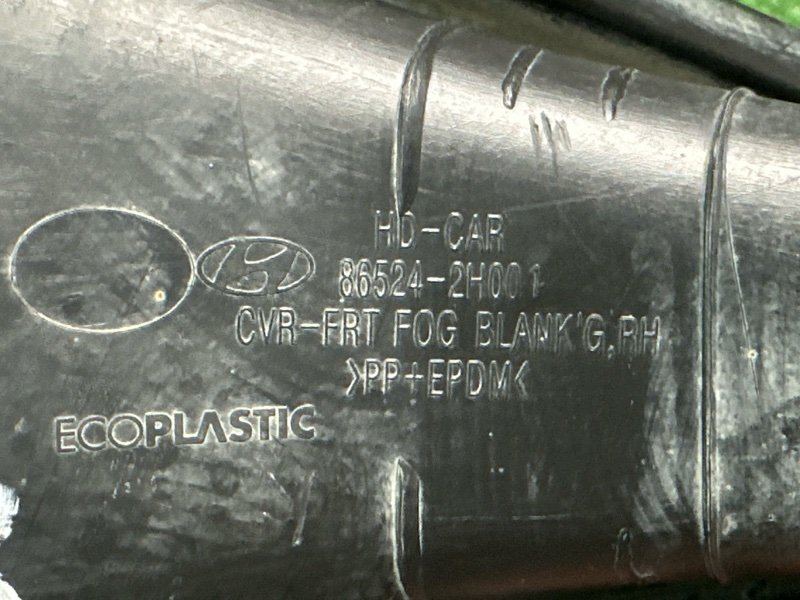 HD-CAR
86524-2H001
CVR-FRT FOG BLANK'G,RH
>PP+EPDM<
ECOPLASTIC